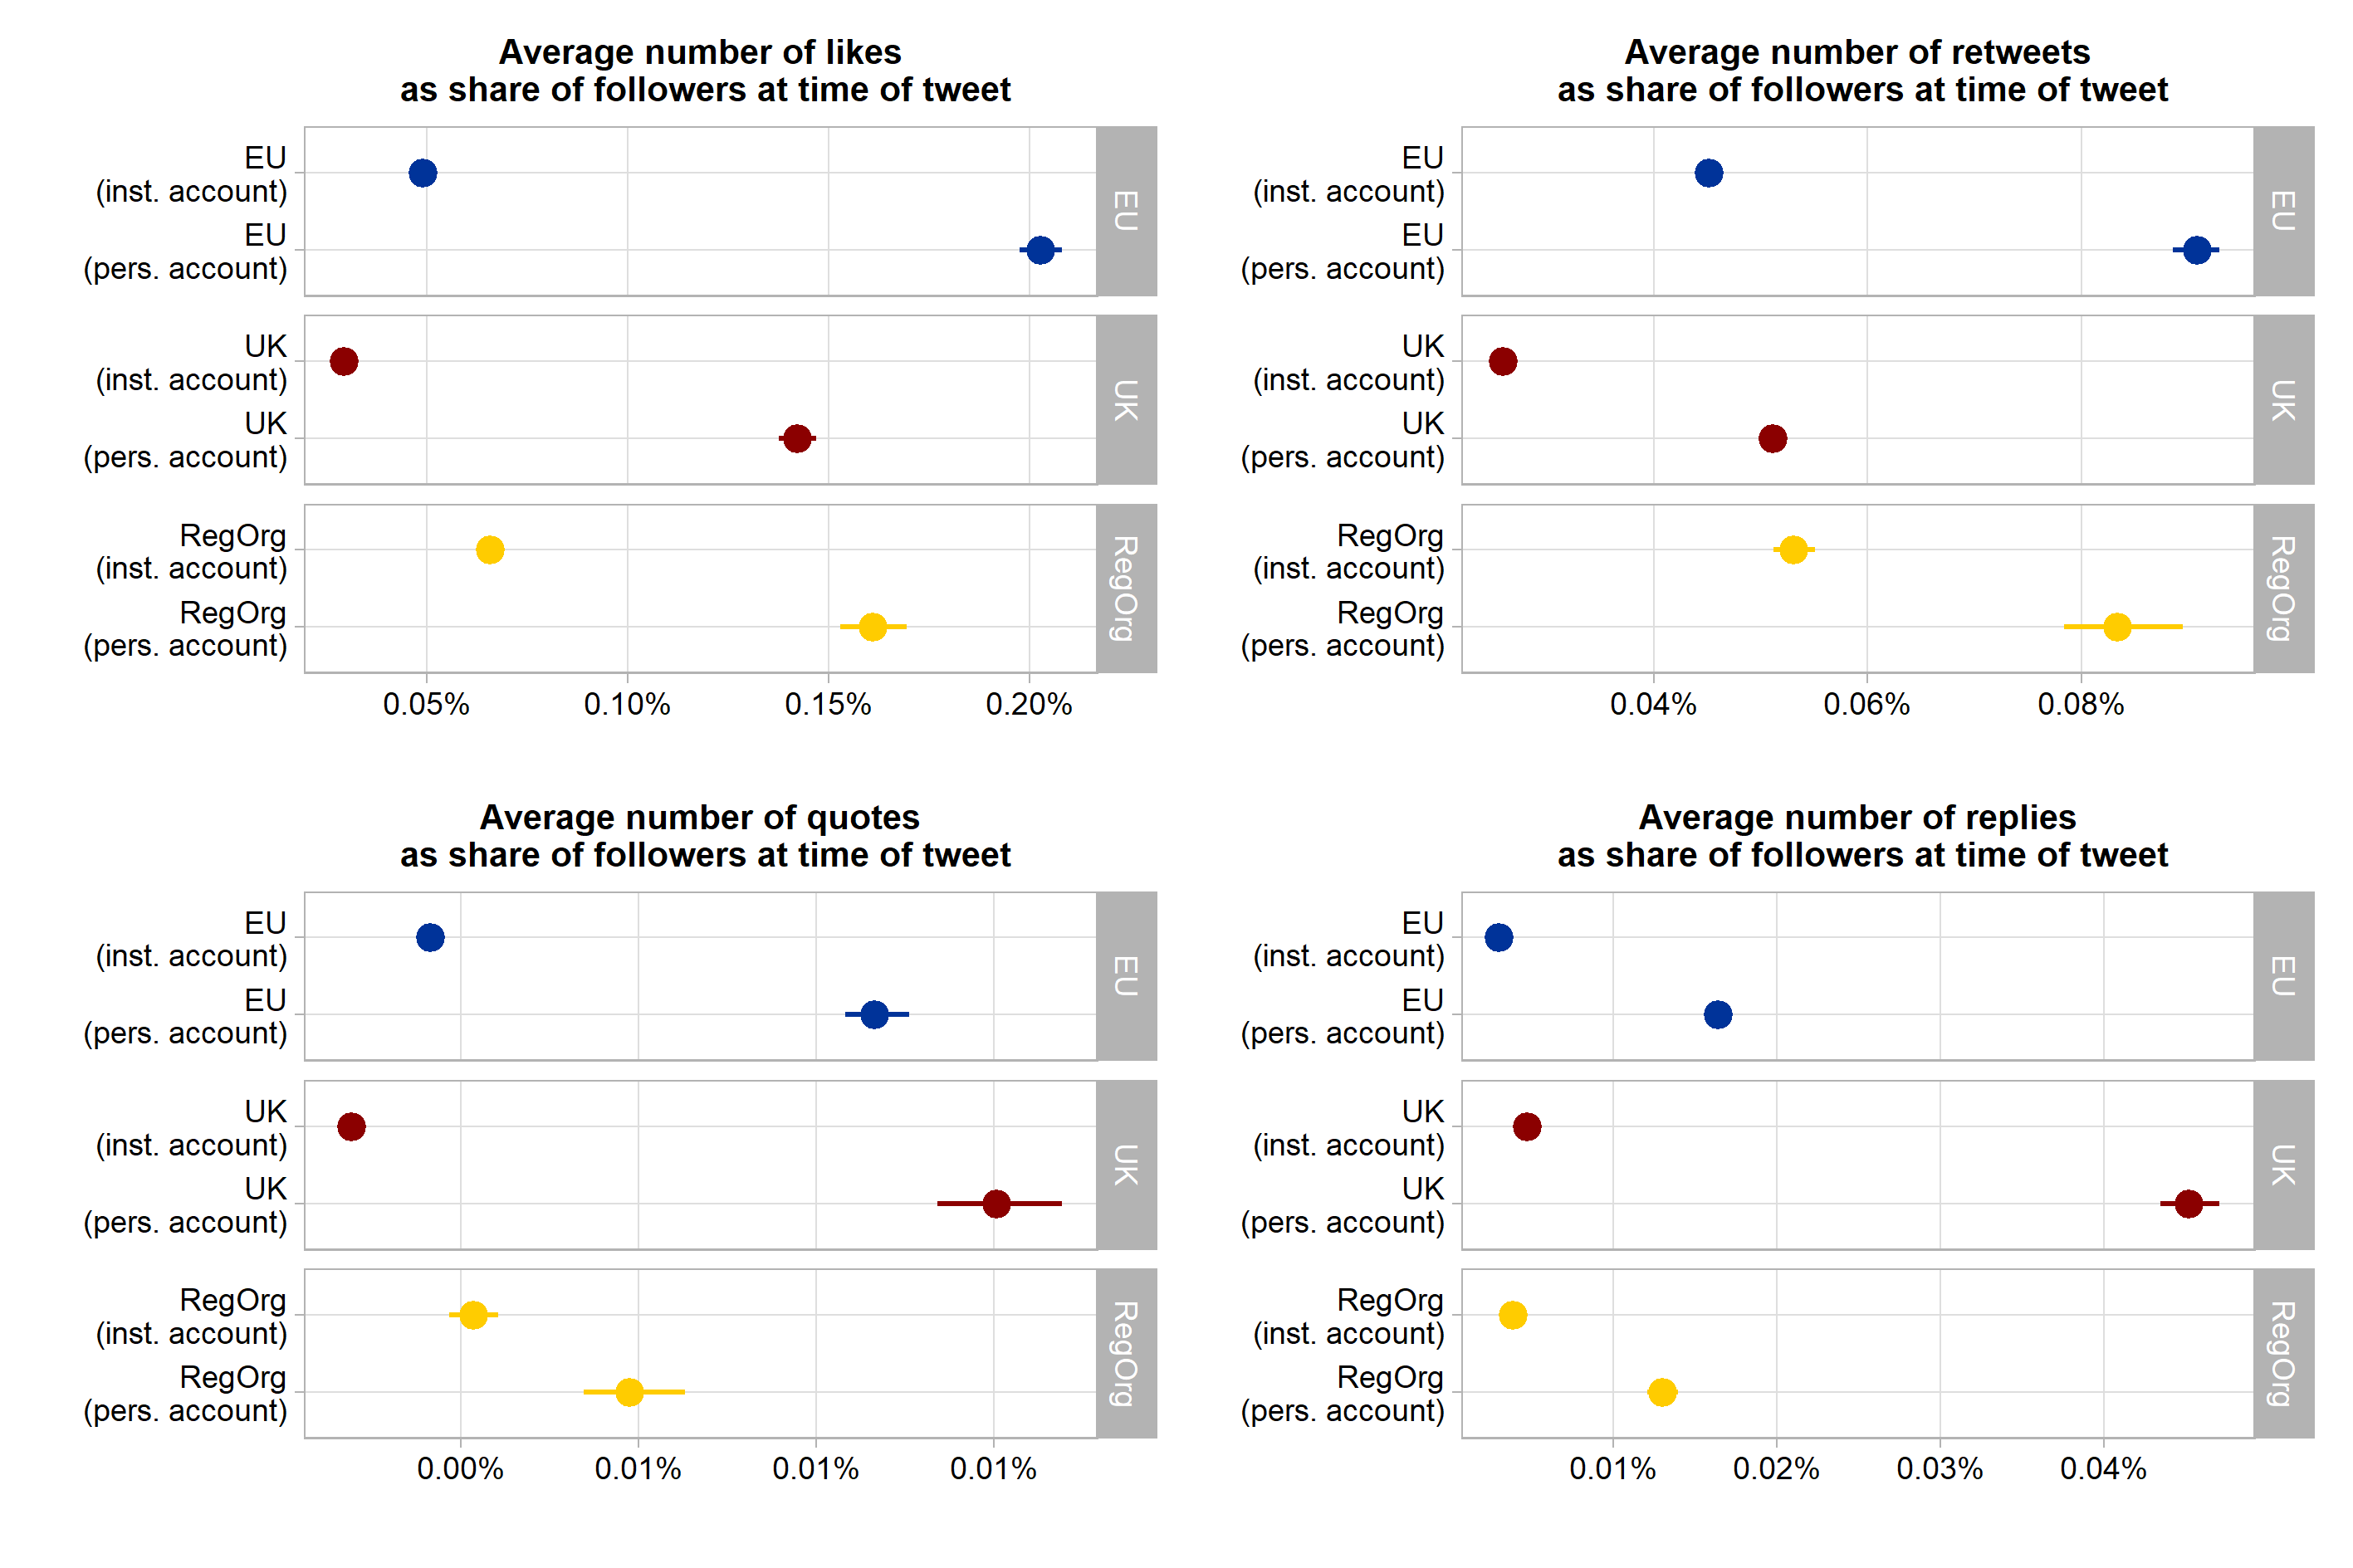 Average number of likes
as share of followers at time of tweet
EU
(inst. account)
EU
(pers. account)
EU
UK
(inst. account)
UK
(pers. account)
UK
RegOrg
(inst. account)
RegOrg
(pers. account)
RegOrg
0.05% 0.10% 0.15% 0.20%
Average number of retweets
as share of followers at time of tweet
EU
(inst. account)
EU
(pers. account)
EU
UK
(inst. account)
UK
(pers. account)
UK
RegOrg
(inst. account)
RegOrg
(pers. account)
RegOrg
0.04% 0.06% 0.08%
Average number of quotes
as share of followers at time of tweet
EU
(inst. account)
EU
(pers. account)
EU
UK
(inst. account)
UK
(pers. account)
UK
RegOrg
(inst. account)
RegOrg
(pers. account)
RegOrg
0.00% 0.01% 0.01% 0.01%
Average number of replies
as share of followers at time of tweet
EU
(inst. account)
EU
(pers. account)
EU
UK
(inst. account)
UK
(pers. account)
UK
RegOrg
(inst. account)
RegOrg
(pers. account)
RegOrg
0.01% 0.02% 0.03% 0.04%